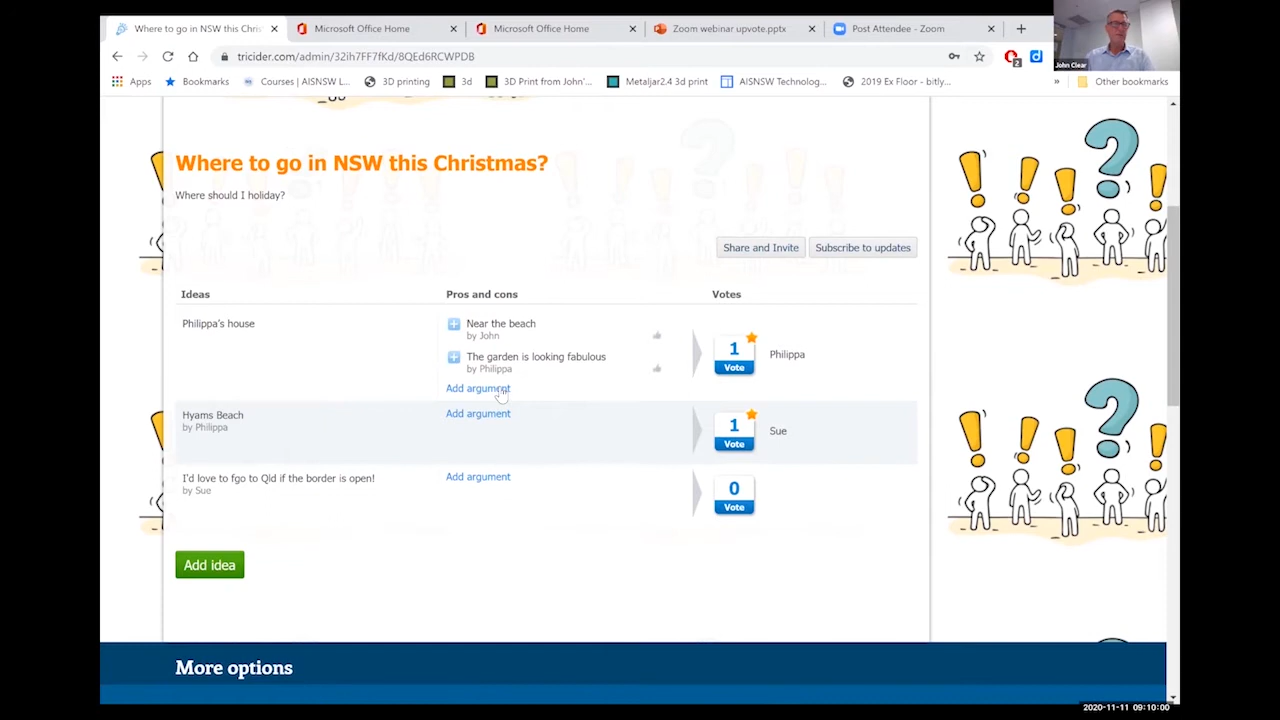 Where to go in NSW this Chris
Microsoft Office Home
Microsoft Office Home
Zoom webinar upvote.pptx
Post Attendee - Zoom
tricider.com/admin/32ih7FF7fKd/8QEd6RCWPDB
John Clear
Apps
Bookmarks
Courses | AISNSW L...
3D printing
3d
3D Print from John'...
Metaljar2.4 3d print
AISNSW Technolog...
2019 Ex Floor - bitly...
»
Other bookmarks
Where to go in NSW this Christmas?
Where should I holiday?
Share and Invite
Subscribe to updates
Ideas
Pros and cons
Votes
Philippa's house
Near the beach
by John
The garden is looking fabulous
by Philippa
Add argument
1
Vote
Philippa
Hyams Beach
by Philippa
Add argument
1
Vote
Sue
I'd love to fgo to Qld if the border is open!
by Sue
Add argument
0
Vote
Add idea
More options
2020-11-11 09:10:00